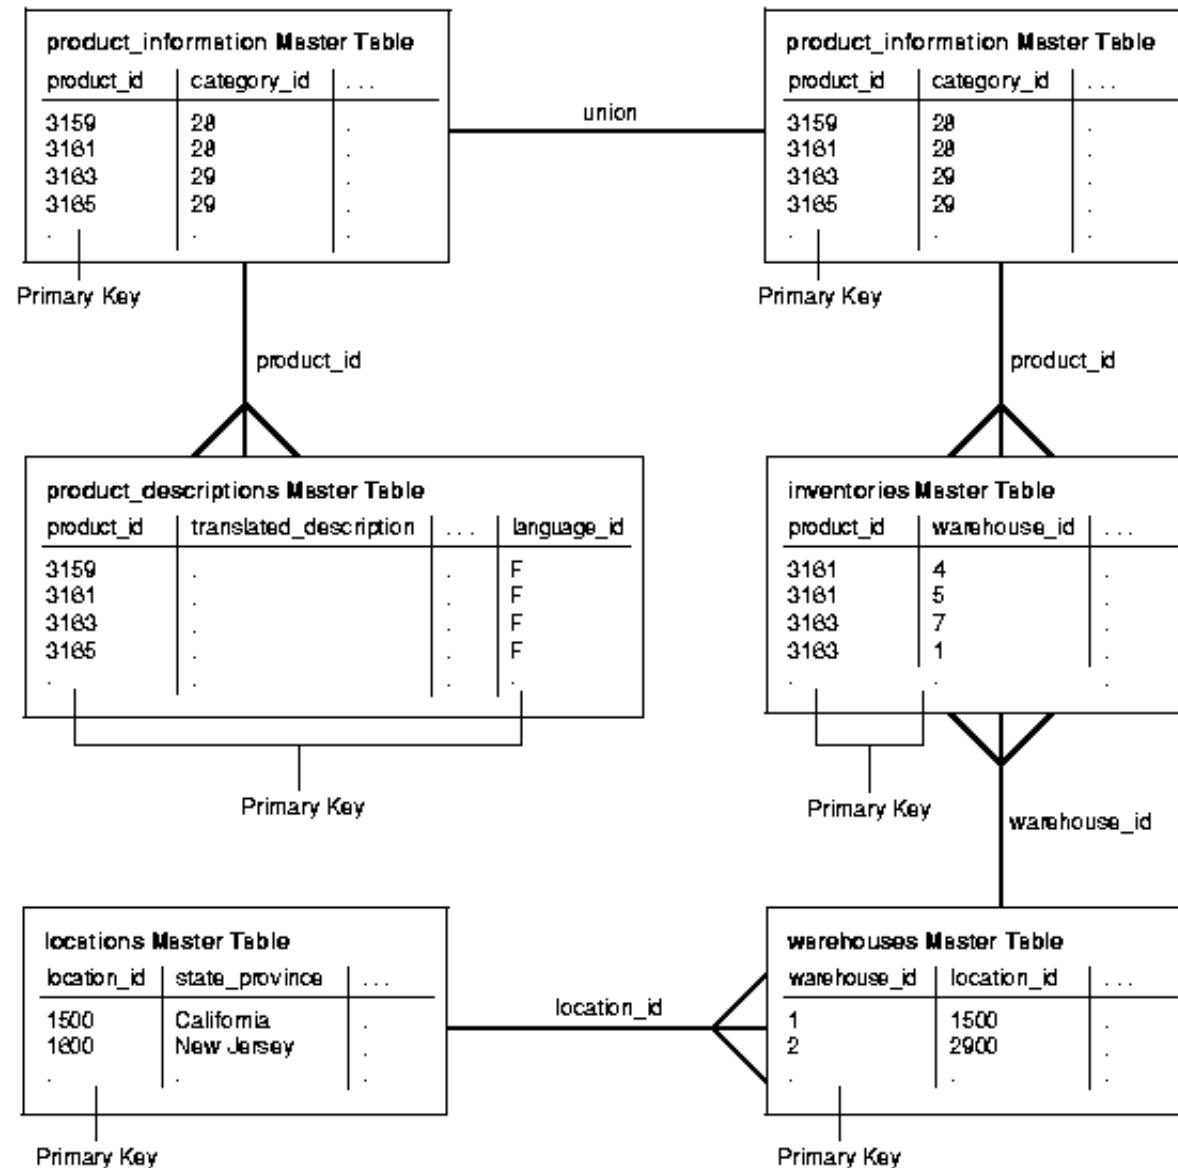 product_information Master Table
product_id category_id ...
3159 28 .
3161 28 .
3163 29 .
3165 29 .
. . .
Primary Key
union
product_information Master Table
product_id category_id ...
3159 28 .
3161 28 .
3163 29 .
3165 29 .
. . .
Primary Key
product_id
product_id
product_descriptions Master Table
product_id translated_description ... language_id
3159 . . F
3161 . . F
3163 . . F
3165 . . F
. . . .
Primary Key
inventories Master Table
product_id warehouse_id ...
3161 4 .
3161 5 .
3163 7 .
3163 1 .
. . .
Primary Key
warehouse_id
locations Master Table
location_id state_province ...
1500 California .
1600 New Jersey .
. . .
Primary Key
location_id
warehouses Master Table
warehouse_id location_id ...
1 1500 .
2 2900 .
. . .
Primary Key